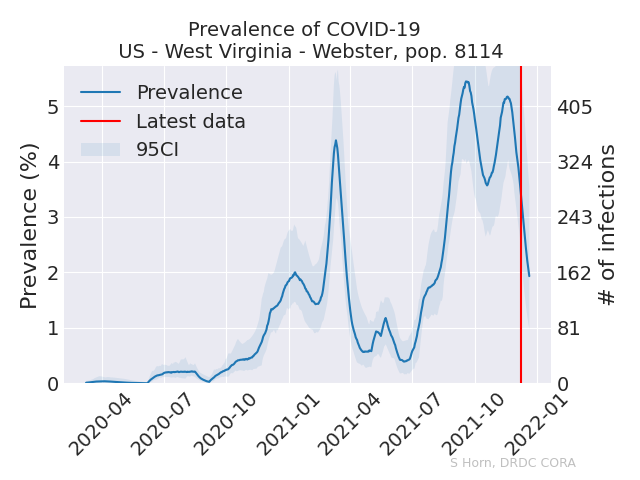 Prevalence of COVID-19
US - West Virginia - Webster, pop. 8114
Prevalence
Latest data
95CI
Prevalence (%)
5
4
3
2
1
0
405
324
243
162
81
0
# of infections
2020-04
2020-07
2020-10
2021-01
2021-04
2021-07
2021-10
2022-01
S Horn, DRDC CORA